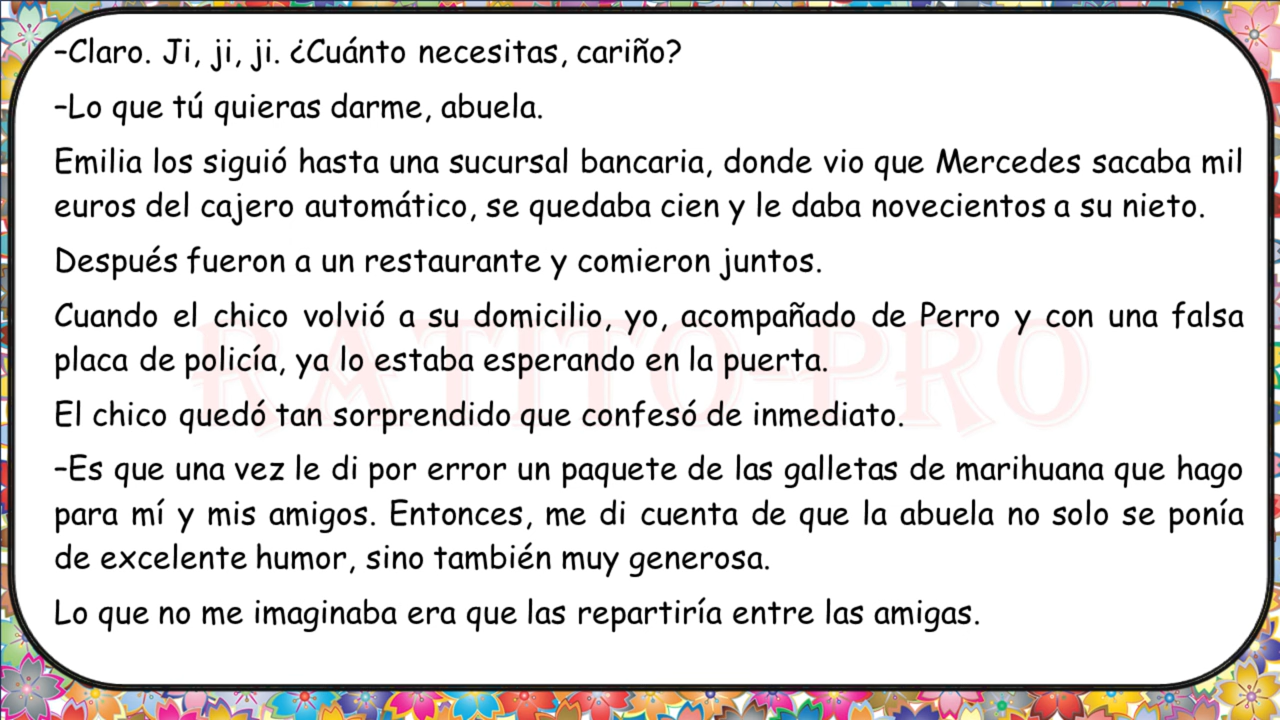 –Claro. Ji, ji, ji. ¿Cuánto necesitas, cariño?
–Lo que tú quieras darme, abuela.
Emilia los siguió hasta una sucursal bancaria, donde vio que Mercedes sacaba mil
euros del cajero automático, se quedaba cien y le daba novecientos a su nieto.
Después fueron a un restaurante y comieron juntos.
Cuando el chico volvió a su domicilio, yo, acompañado de Perro y con una falsa
placa de policía, ya lo estaba esperando en la puerta.
RATITO-PRO
El chico quedó tan sorprendido que confesó de inmediato.
–Es que una vez le di por error un paquete de las galletas de marihuana que hago
para mí y mis amigos. Entonces, me di cuenta de que la abuela no solo se ponía
de excelente humor, sino también muy generosa.
Lo que no me imaginaba era que las repartiría entre las amigas.